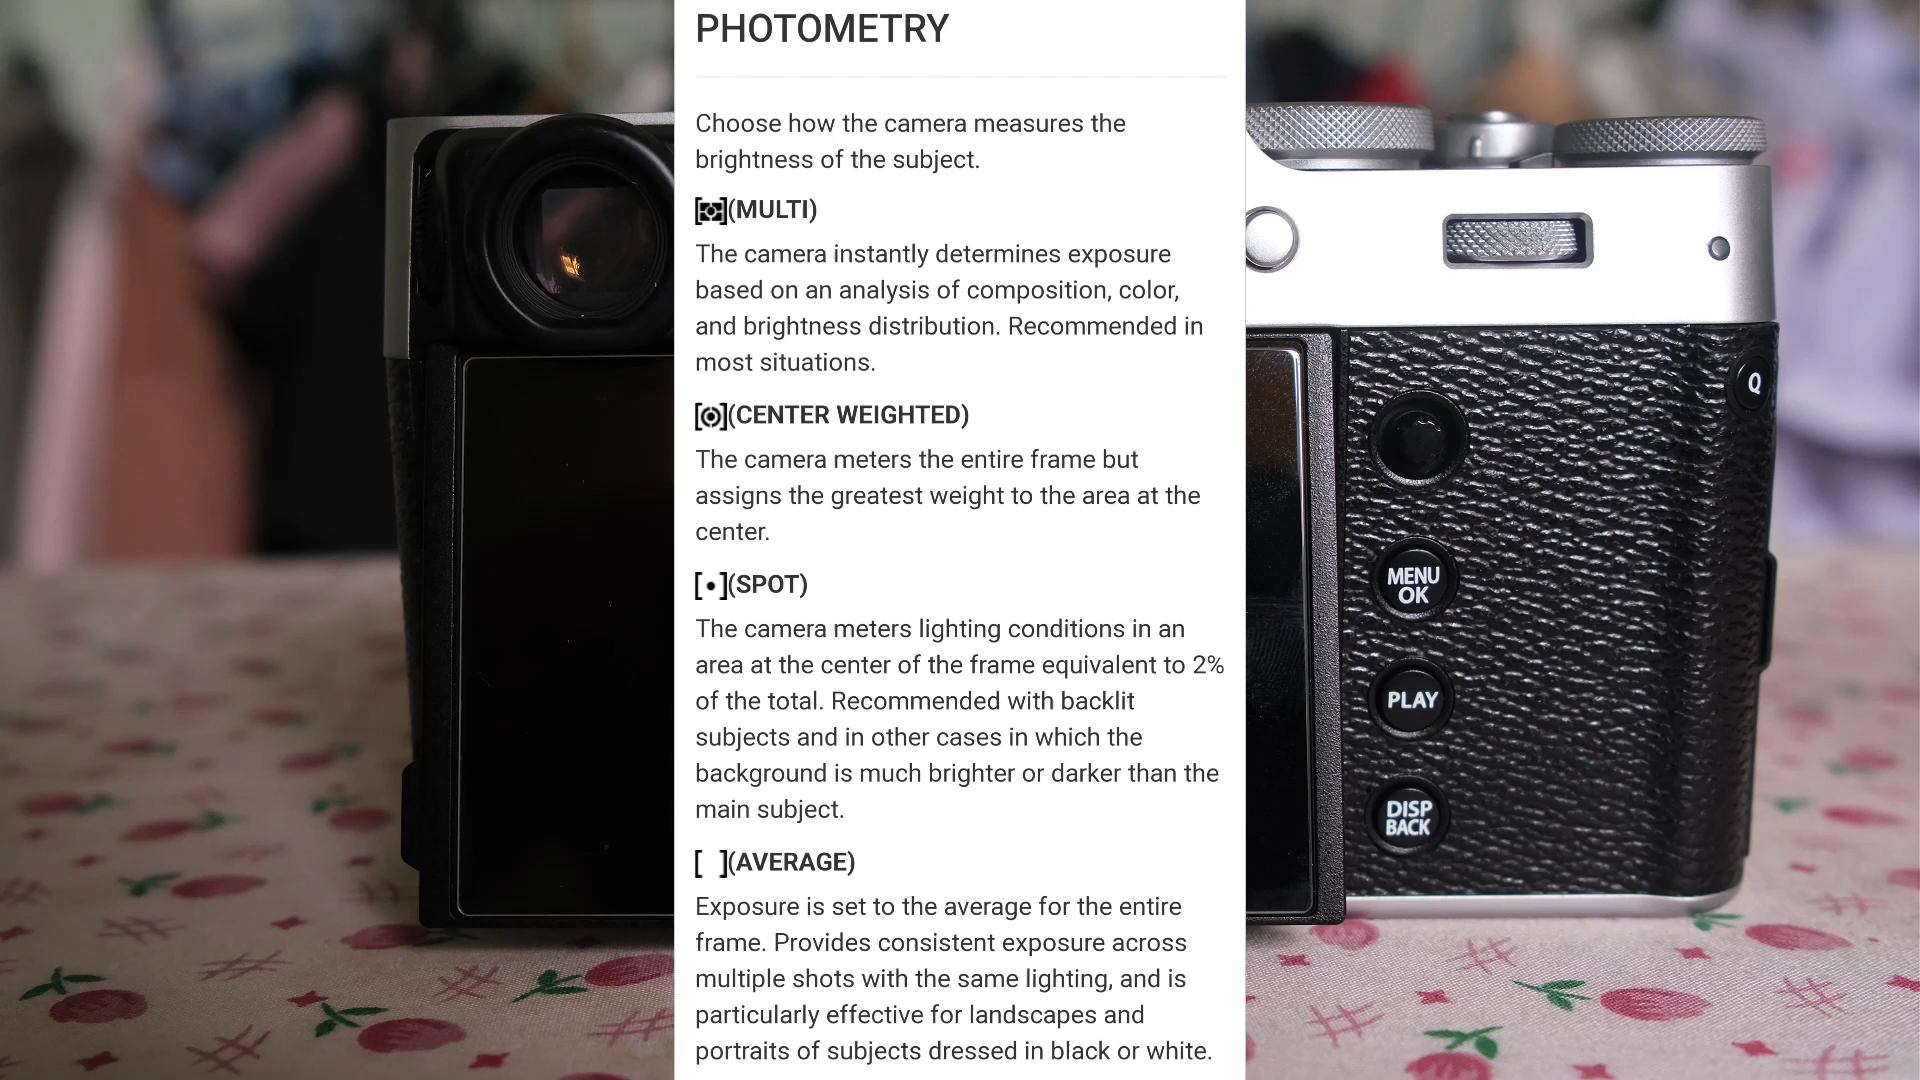 PHOTOMETRY
Choose how the camera measures the
brightness of the subject.
(MULTI)
The camera instantly determines exposure
based on an analysis of composition, color,
and brightness distribution. Recommended in
most situations.
(CENTER WEIGHTED)
The camera meters the entire frame but
assigns the greatest weight to the area at the
center.
[•](SPOT)
The camera meters lighting conditions in an
area at the center of the frame equivalent to 2%
of the total. Recommended with backlit
subjects and in other cases in which the
background is much brighter or darker than the
main subject.
[ ](AVERAGE)
Exposure is set to the average for the entire
frame. Provides consistent exposure across
multiple shots with the same lighting, and is
particularly effective for landscapes and
portraits of subjects dressed in black or white.
Q
MENU
OK
PLAY
DISP
BACK